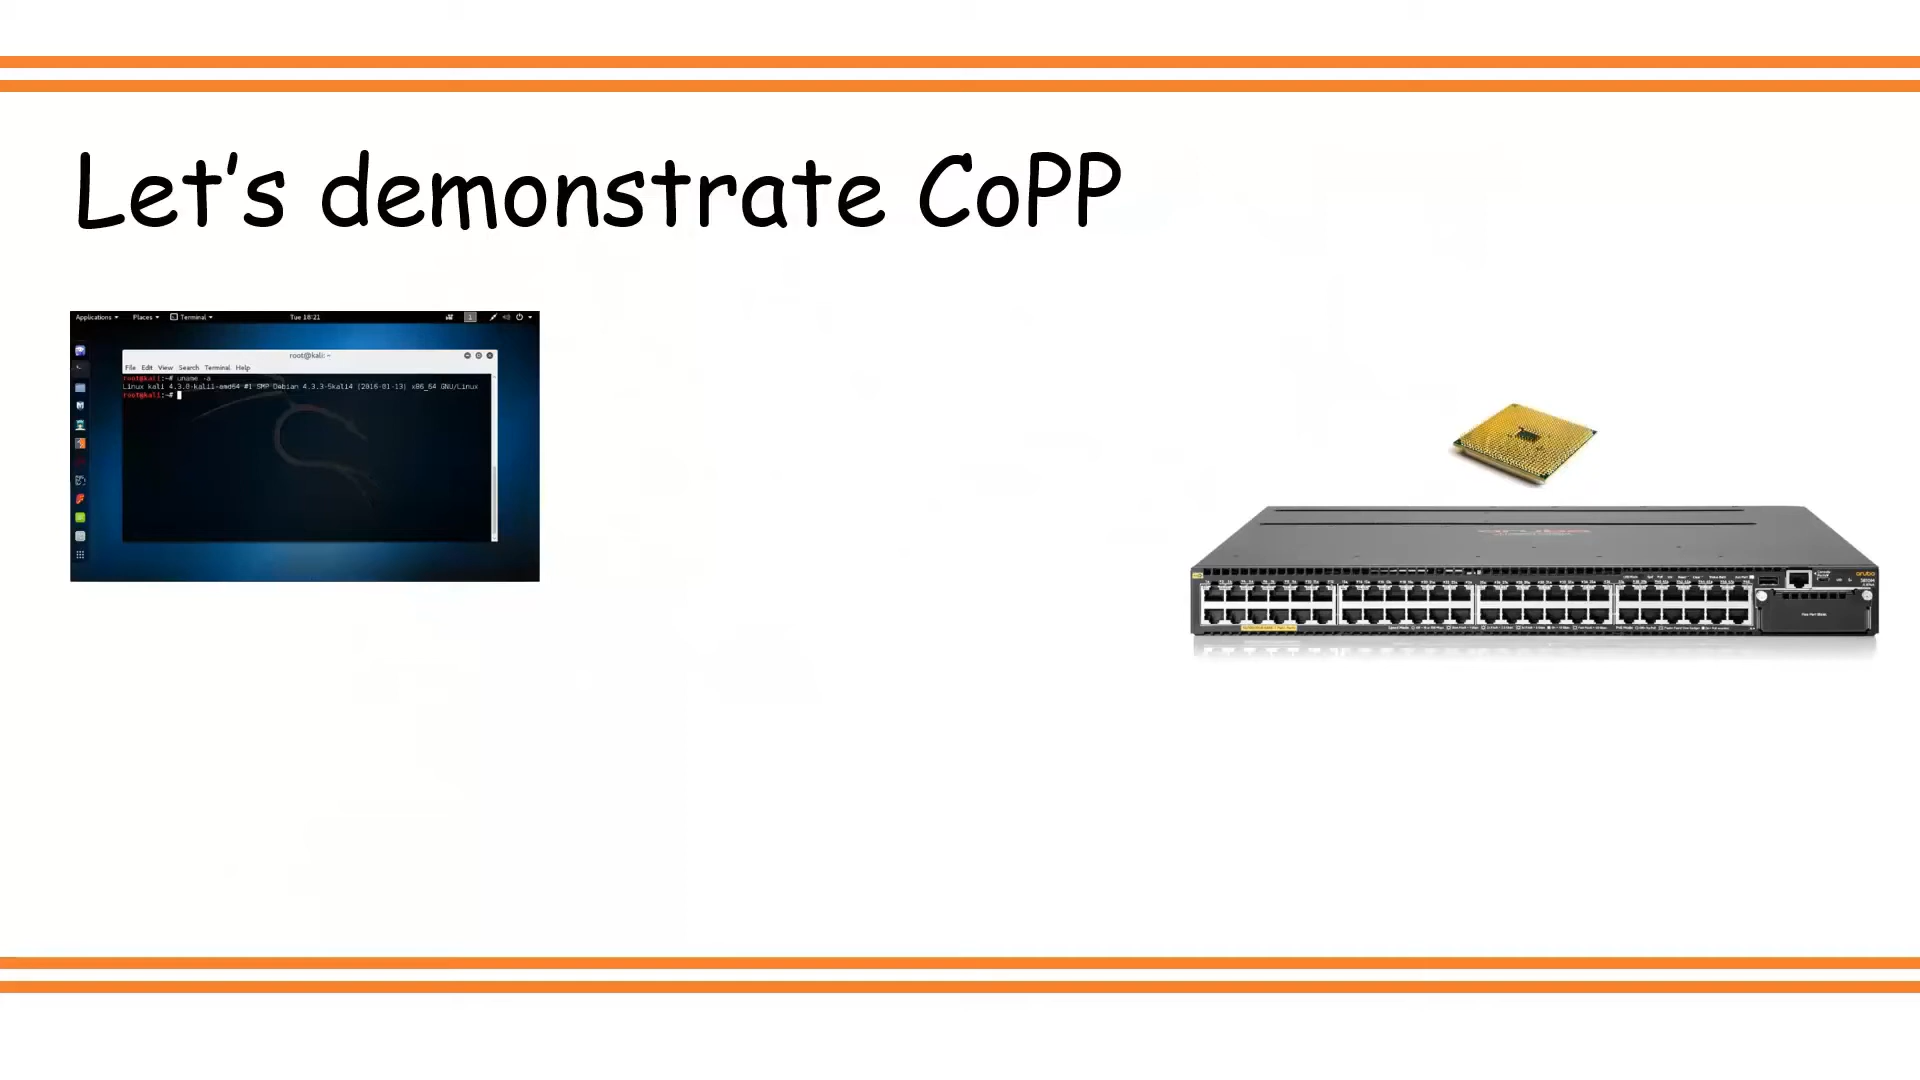 Let's demonstrate CoPP
Applications Places Terminal Tue 18:21 1
root@kali: ~
File Edit View Search Terminal Help
root@kali:~# uname -a
Linux kali 4.3.0-kali1-amd64 #1 SMP Debian 4.3.3-5kali4 (2016-01-13) x86_64 GNU/Linux
root@kali:~#
aruba
aruba